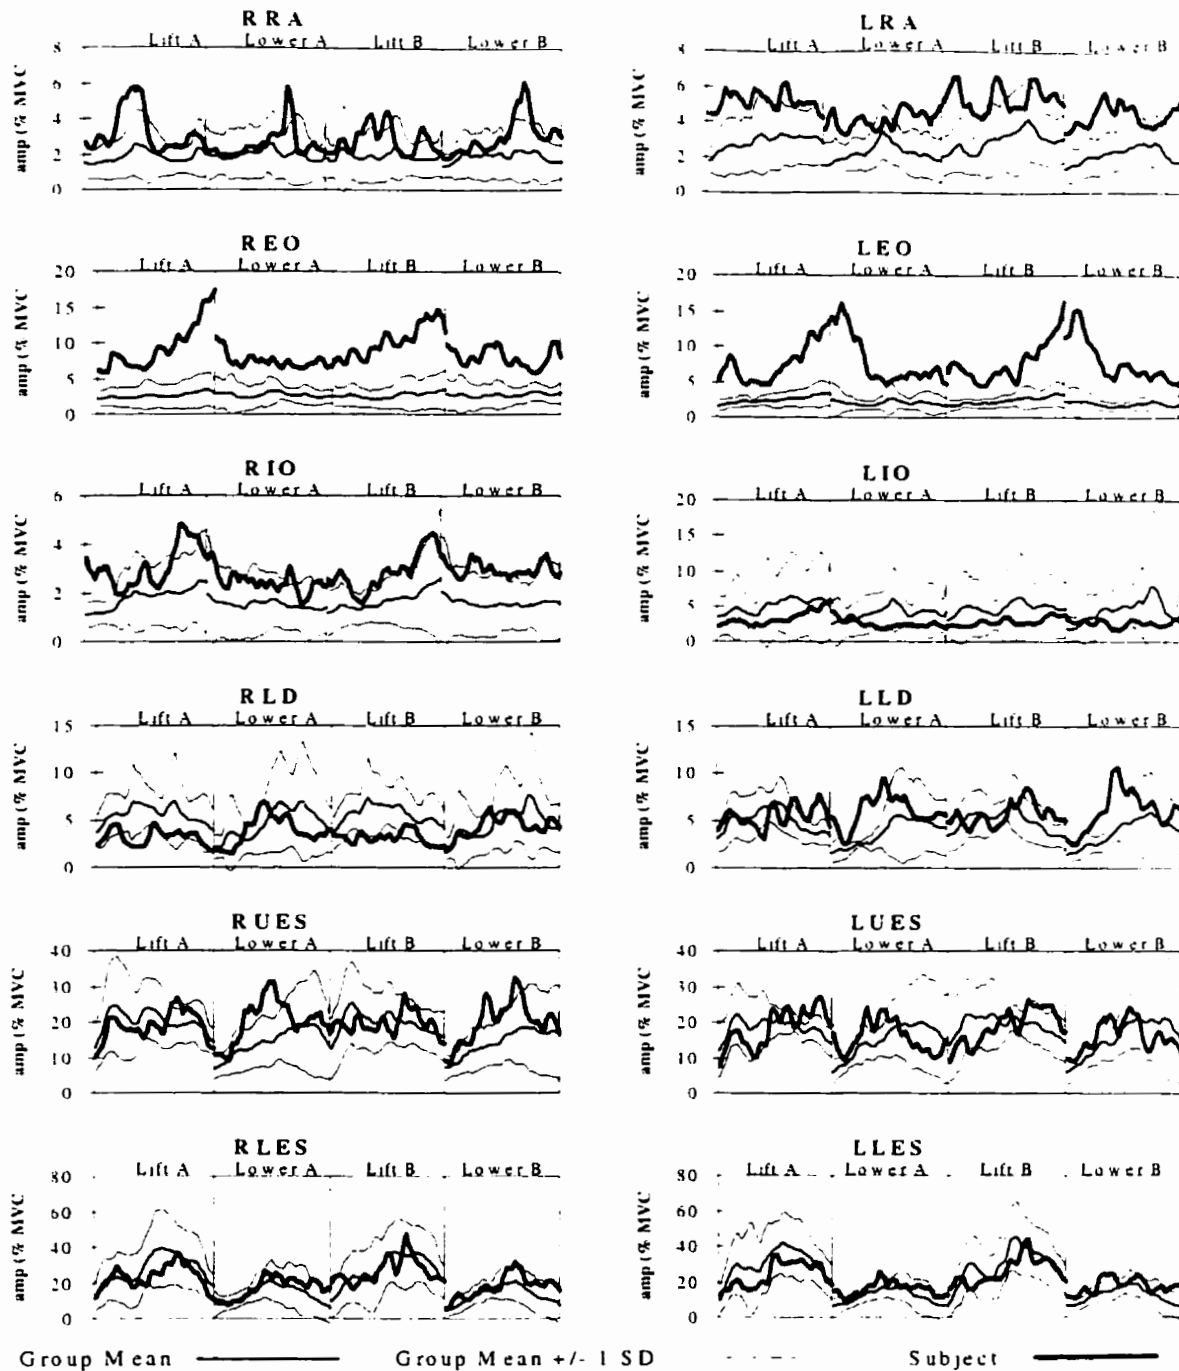 RRA
Lift A Lower A Lift B Lower B
8
6
4
2
0
amp (% MVC
LRA
Lift A Lower A Lift B Lower B
8
6
4
2
0
amp (% MVC
REO
Lift A Lower A Lift B Lower B
20
15
10
5
0
amp (% MVC
LEO
Lift A Lower A Lift B Lower B
20
15
10
5
0
amp (% MVC
RIO
Lift A Lower A Lift B Lower B
6
4
2
0
amp (% MVC
LIO
Lift A Lower A Lift B Lower B
20
15
10
5
0
amp (% MVC
RLD
Lift A Lower A Lift B Lower B
15
10
5
0
amp (% MVC
LLD
Lift A Lower A Lift B Lower B
15
10
5
0
amp (% MVC
RUES
Lift A Lower A Lift B Lower B
40
30
20
10
0
amp (% MVC
LUES
Lift A Lower A Lift B Lower B
40
30
20
10
0
amp (% MVC
RLES
Lift A Lower A Lift B Lower B
80
60
40
20
0
amp (% MVC
LLES
Lift A Lower A Lift B Lower B
80
60
40
20
0
amp (% MVC
Group Mean Group Mean +/- 1 SD Subject